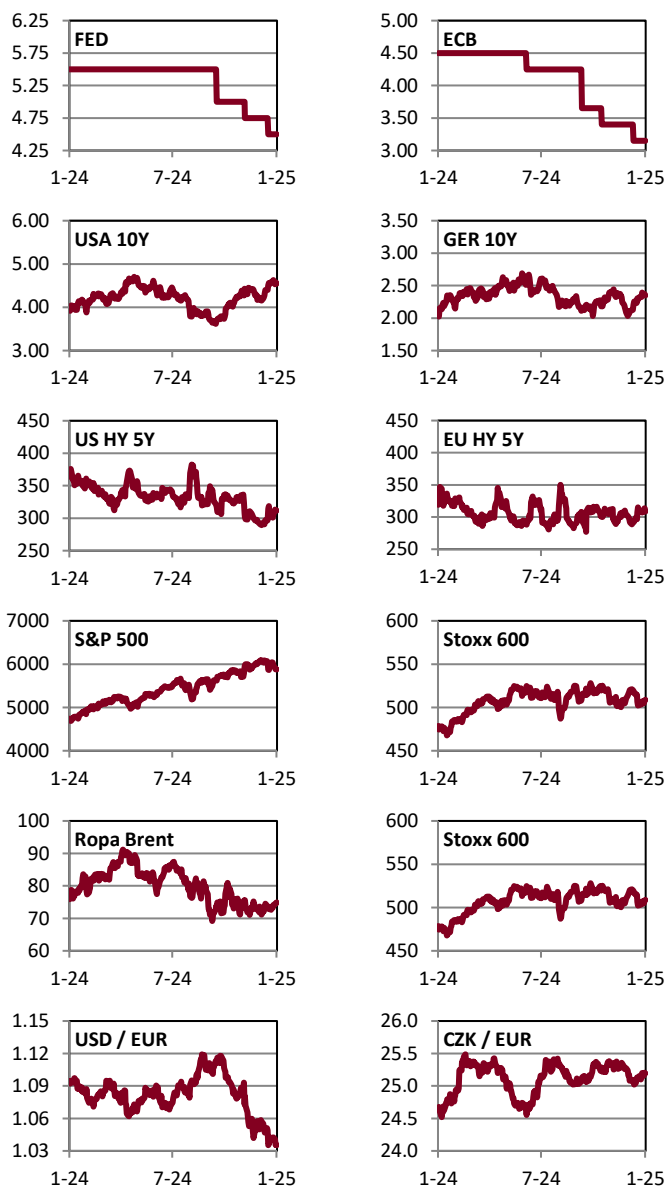 FED
6.25
5.75
5.25
4.75
4.25
1-24 7-24 1-25
ECB
5.00
4.50
4.00
3.50
3.00
1-24 7-24 1-25
USA 10Y
6.00
5.00
4.00
3.00
1-24 7-24 1-25
GER 10Y
3.50
3.00
2.50
2.00
1.50
1-24 7-24 1-25
US HY 5Y
450
400
350
300
250
1-24 7-24 1-25
EU HY 5Y
450
400
350
300
250
1-24 7-24 1-25
S&P 500
7000
6000
5000
4000
1-24 7-24 1-25
Stoxx 600
600
550
500
450
1-24 7-24 1-25
Ropa Brent
100
90
80
70
60
1-24 7-24 1-25
Stoxx 600
600
550
500
450
1-24 7-24 1-25
USD / EUR
1.15
1.12
1.09
1.06
1.03
1-24 7-24 1-25
CZK / EUR
26.0
25.5
25.0
24.5
24.0
1-24 7-24 1-25